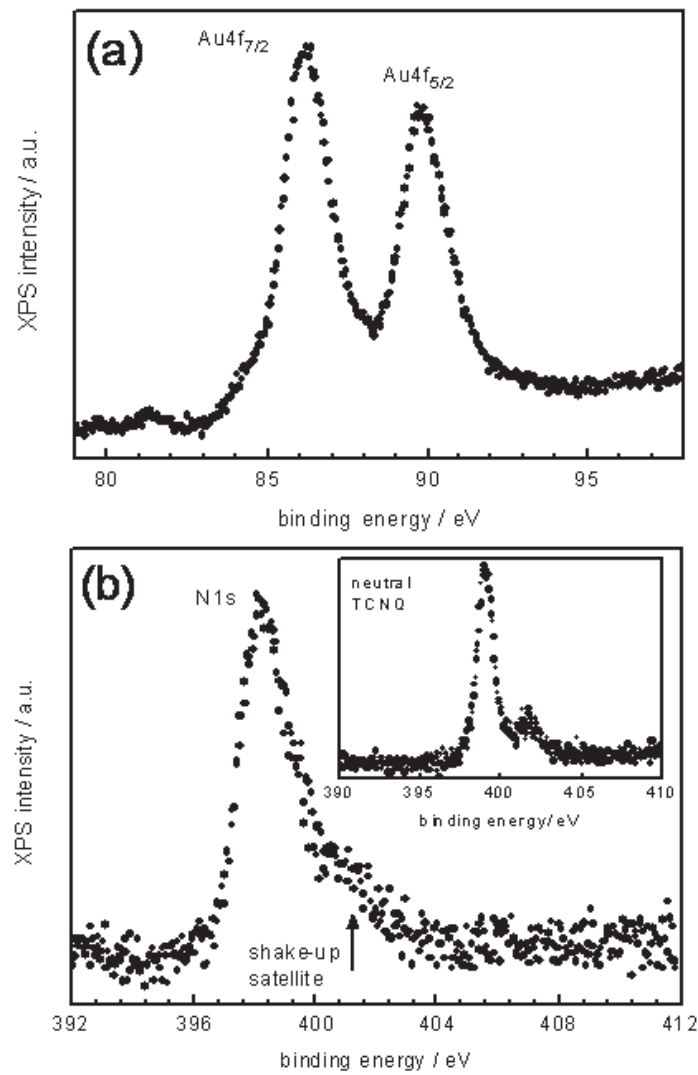 (a)
Au4f7/2
Au4f5/2
XPS intensity / a.u.
80 85 90 95
binding energy / eV
(b)
N1s
neutral
TCNQ
390 395 400 405 410
binding energy/eV
XPS intensity / a.u.
shake-up
satellite
392 396 400 404 408 412
binding energy / eV